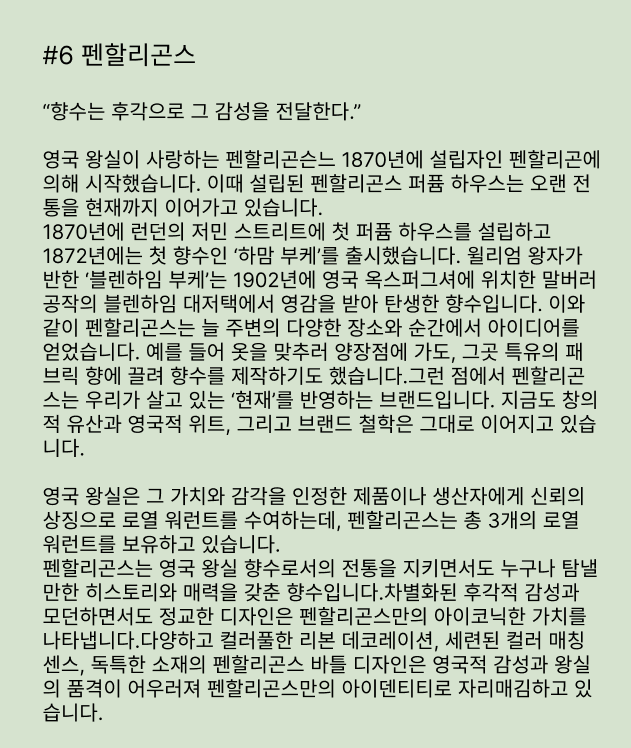 #6 펜할리곤스
“향수는 후각으로 그 감성을 전달한다.”
영국 왕실이 사랑하는 펜할리곤슨느 1870년에 설립자인 펜할리곤에
의해 시작했습니다. 이때 설립된 펜할리곤스 퍼퓸 하우스는 오랜 전
통을 현재까지 이어가고 있습니다.
1870년에 런던의 저민 스트리트에 첫 퍼퓸 하우스를 설립하고
1872년에는 첫 향수인 ‘하맘 부케’를 출시했습니다. 윌리엄 왕자가
반한 ‘블렌하임 부케’는 1902년에 영국 옥스퍼그셔에 위치한 말버러
공작의 블렌하임 대저택에서 영감을 받아 탄생한 향수입니다. 이와
같이 펜할리곤스는 늘 주변의 다양한 장소와 순간에서 아이디어를
얻었습니다. 예를 들어 옷을 맞추러 양장점에 가도, 그곳 특유의 패
브릭 향에 끌려 향수를 제작하기도 했습니다.그런 점에서 펜할리곤
스는 우리가 살고 있는 ‘현재’를 반영하는 브랜드입니다. 지금도 창의
적 유산과 영국적 위트, 그리고 브랜드 철학은 그대로 이어지고 있습
니다.
영국 왕실은 그 가치와 감각을 인정한 제품이나 생산자에게 신뢰의
상징으로 로열 워런트를 수여하는데, 펜할리곤스는 총 3개의 로열
워런트를 보유하고 있습니다.
펜할리곤스는 영국 왕실 향수로서의 전통을 지키면서도 누구나 탐낼
만한 히스토리와 매력을 갖춘 향수입니다.차별화된 후각적 감성과
모던하면서도 정교한 디자인은 펜할리곤스만의 아이코닉한 가치를
나타냅니다.다양하고 컬러풀한 리본 데코레이션, 세련된 컬러 매칭
센스, 독특한 소재의 펜할리곤스 바틀 디자인은 영국적 감성과 왕실
의 품격이 어우러져 펜할리곤스만의 아이덴티티로 자리매김하고 있
습니다.